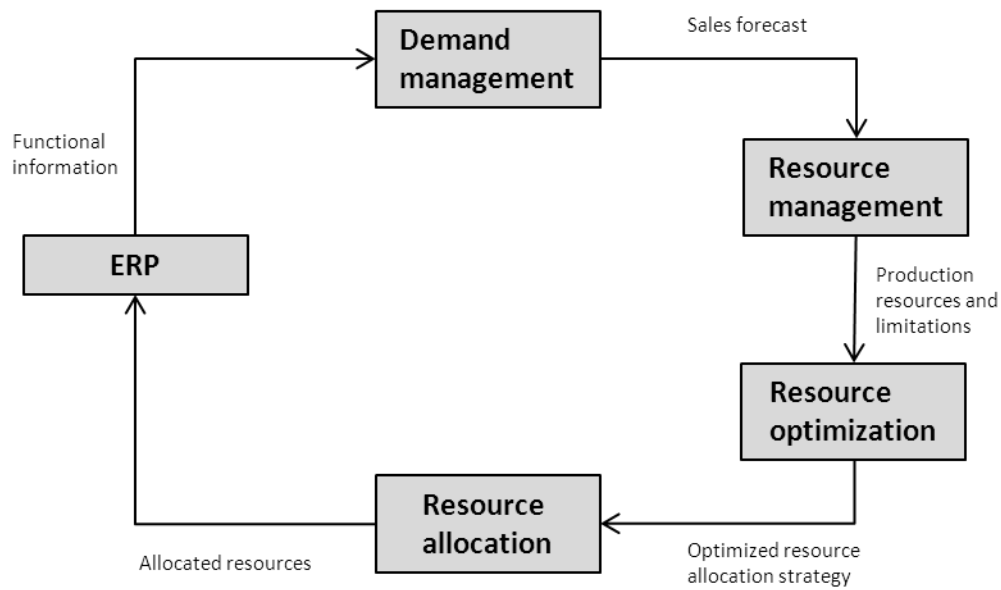 Demand
management
Sales forecast
Functional
information
Resource
management
ERP
Production
resources and
limitations
Resource
optimization
Resource
allocation
Optimized resource
allocation strategy
Allocated resources